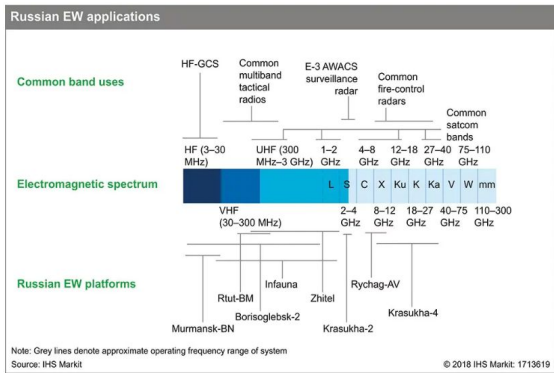 Russian EW applications
Common band uses
HF-GCS
Common
multiband
tactical
radios
E-3 AWACS
surveillance
radar
Common
fire-control
radars
Common
satcom
bands
HF (3–30
MHz)
UHF (300
MHz–3 GHz)
1–2
GHz
4–8
GHz
12–18
GHz
27–40
GHz
75–110
GHz
Electromagnetic spectrum
L S C X Ku K Ka V W mm
VHF
(30–300 MHz)
2–4
GHz
8–12
GHz
18–27
GHz
40–75
GHz
110–300
GHz
Russian EW platforms
Murmansk-BN
Rtut-BM
Borisoglebsk-2
Infauna
Zhitel
Krasukha-2
Rychag-AV
Krasukha-4
Note: Grey lines denote approximate operating frequency range of system
Source: IHS Markit
© 2018 IHS Markit: 1713619